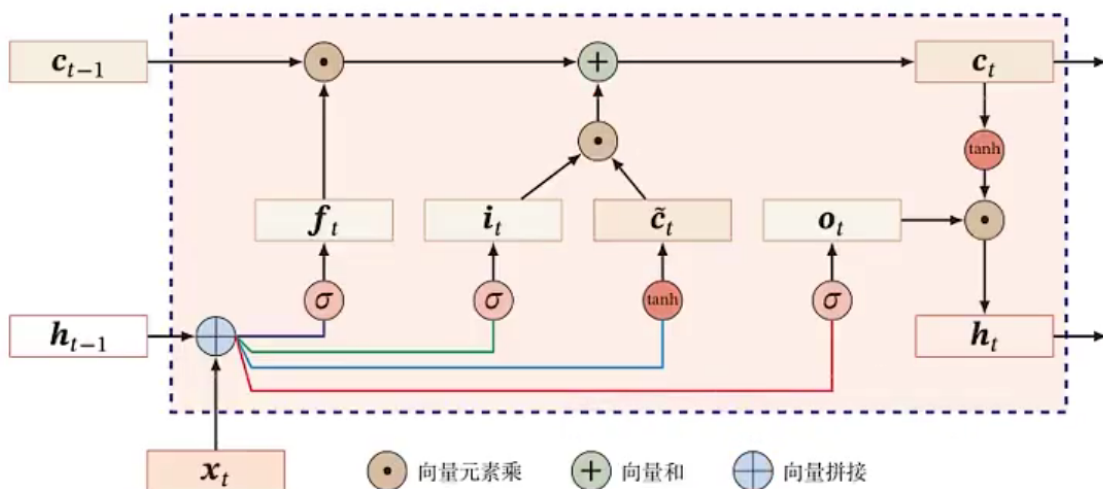 c_{t−1} ⊙ + c_t
⊙ tanh
f_t i_t c̃_t o_t ⊙
σ σ tanh σ
h_{t−1} h_t
x_t ⊙ 向量元素乘 + 向量和 ⊞ 向量拼接